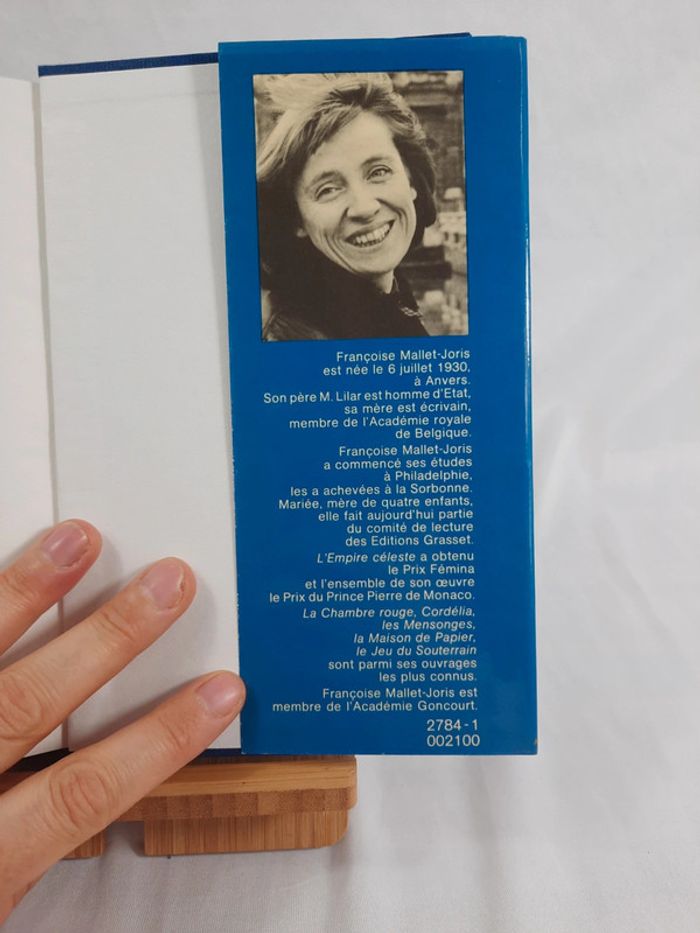 Françoise Mallet-Joris
est née le 6 juillet 1930,
à Anvers.
Son père M. Lilar est homme d'Etat,
sa mère est écrivain,
membre de l'Académie royale
de Belgique.
Françoise Mallet-Joris
a commencé ses études
à Philadelphie,
les a achevées à la Sorbonne.
Mariée, mère de quatre enfants,
elle fait aujourd'hui partie
du comité de lecture
des Editions Grasset.
L'Empire céleste a obtenu
le Prix Fémina
et l'ensemble de son œuvre
le Prix du Prince Pierre de Monaco.
La Chambre rouge, Cordélia,
les Mensonges,
la Maison de Papier,
le Jeu du Souterrain
sont parmi ses ouvrages
les plus connus.
Françoise Mallet-Joris est
membre de l'Académie Goncourt.
2784-1
002100